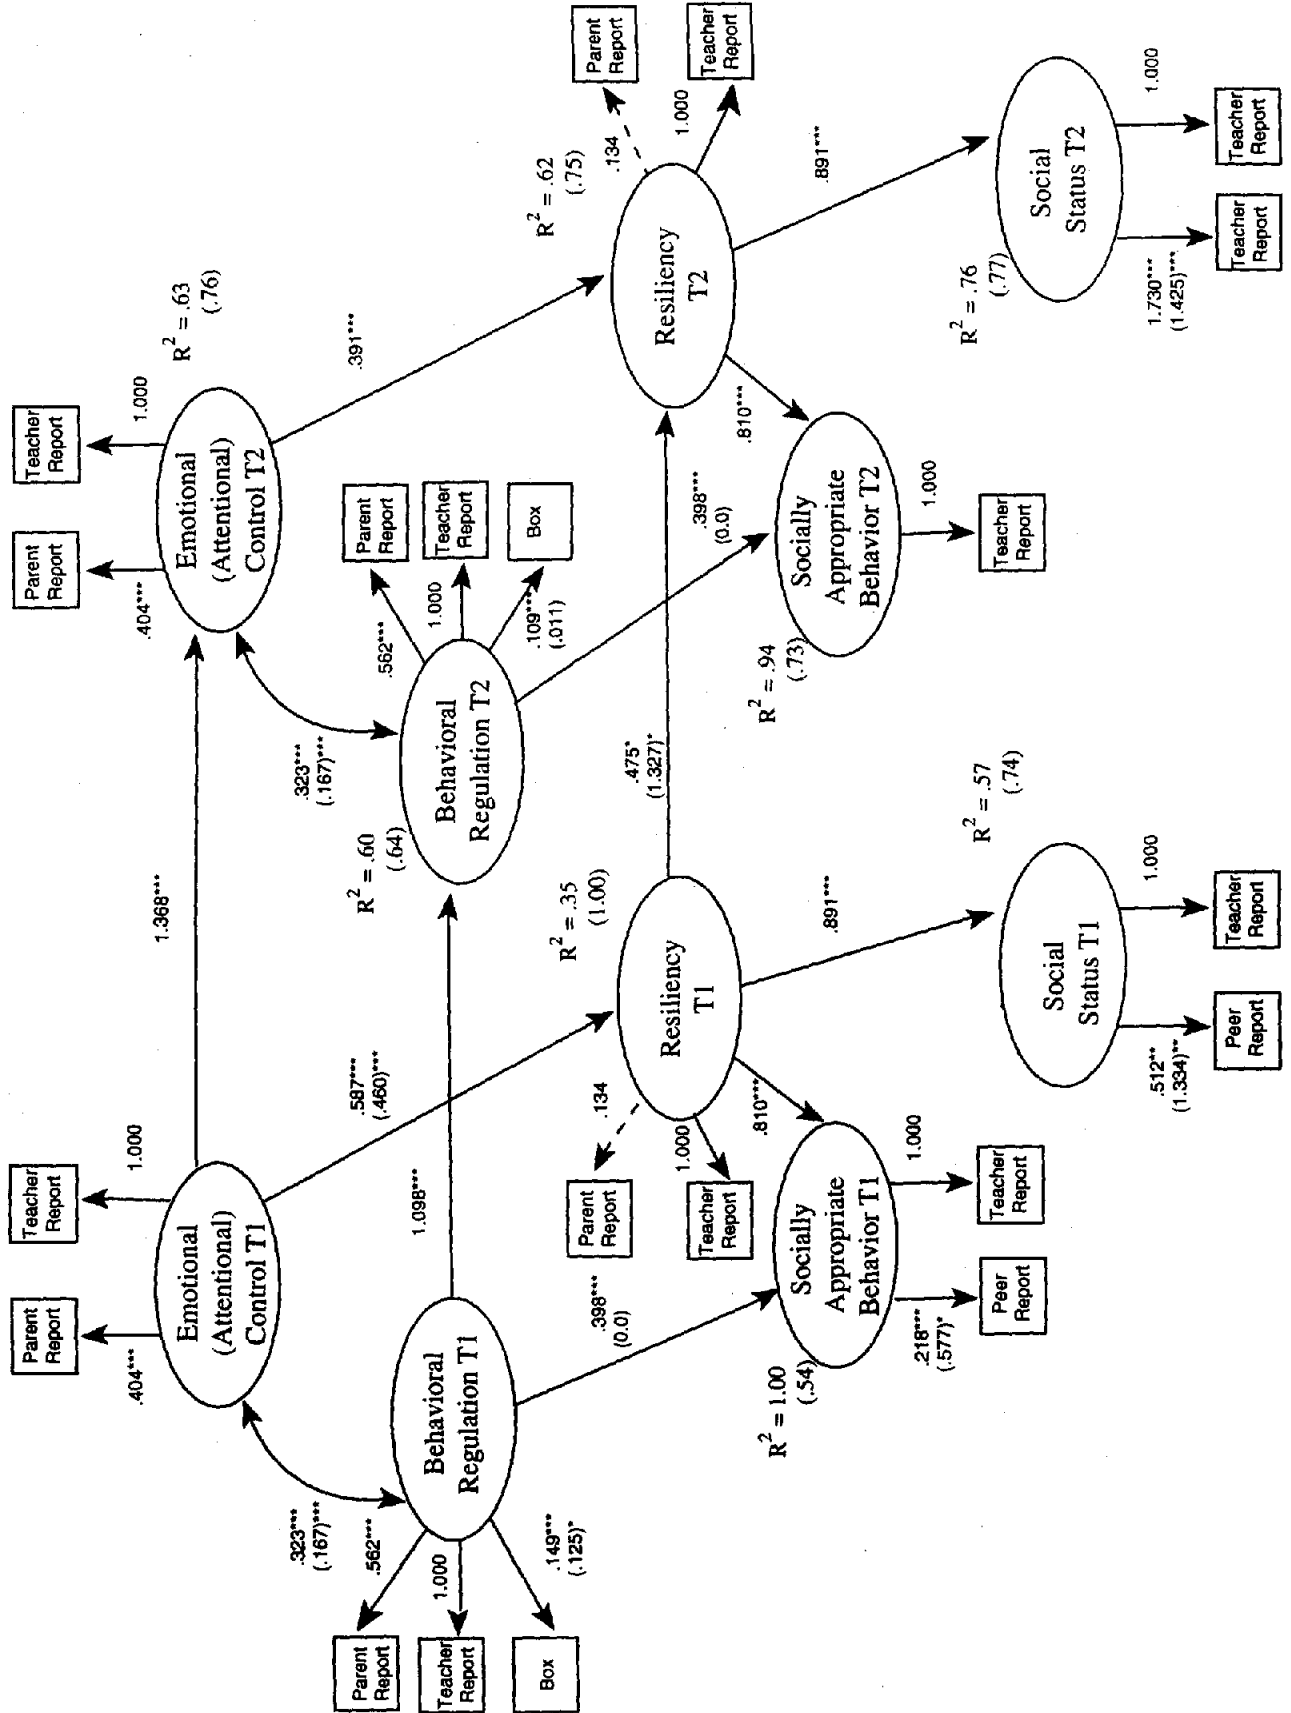 Parent
Report
Teacher
Report
Parent
Report
Teacher
Report
.404***
1.000
1.368***
.404***
1.000
Emotional
(Attentional)
Control T1
Emotional
(Attentional)
Control T2
R² = .63
(.76)
.323***
(.167)***
.323***
(.167)***
.587***
(.460)***
.391***
Parent
Report
Teacher
Report
Box
.562***
1.000
.149***
(.125)*
Behavioral
Regulation T1
1.098***
R² = .60
(.64)
Behavioral
Regulation T2
.562***
1.000
.109***
(.011)
Parent
Report
Teacher
Report
Box
R² = .35
(1.00)
R² = .62
(.75)
Parent
Report
Teacher
Report
.134
1.000
Resiliency
T1
.475*
(1.327)*
Resiliency
T2
.134
1.000
Parent
Report
Teacher
Report
.398***
(0.0)
.810***
.891***
.398***
(0.0)
.810***
.891***
R² = 1.00
(.54)
Socially
Appropriate
Behavior T1
R² = .94
(.73)
Socially
Appropriate
Behavior T2
.218***
(.577)*
1.000
1.000
Peer
Report
Teacher
Report
Teacher
Report
R² = .57
(.74)
Social
Status T1
R² = .76
(.77)
Social
Status T2
.512**
(1.334)**
1.000
1.730***
(1.425)***
1.000
Peer
Report
Teacher
Report
Teacher
Report
Teacher
Report